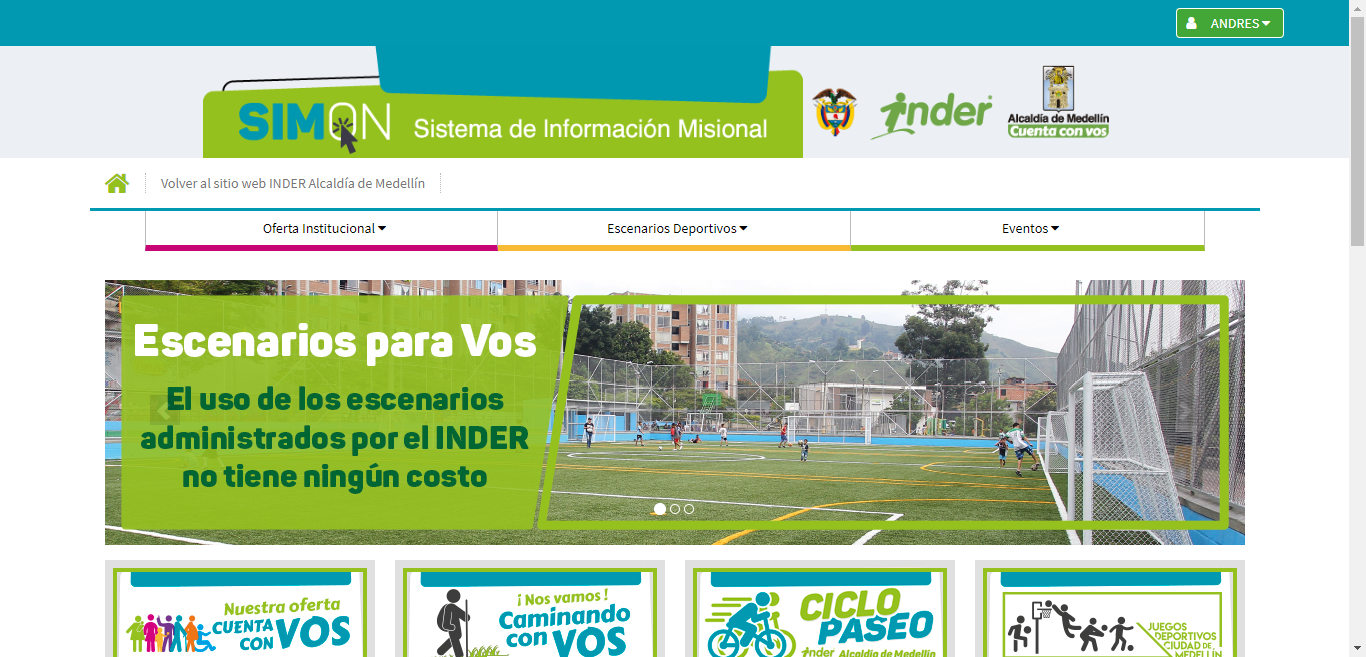 ANDRES
SIMON Sistema de Información Misional
inder
Alcaldía de Medellín
Cuenta con vos
Volver al sitio web INDER Alcaldía de Medellín
Oferta Institucional
Escenarios Deportivos
Eventos
Escenarios para Vos
El uso de los escenarios
administrados por el INDER
no tiene ningún costo
Nuestra oferta
CUENTA
CON VOS
¡Nos vamos!
Caminando
con VOS
CICLO
PASEO
inder Alcaldía de Medellín
JUEGOS
DEPORTIVOS
CIUDAD DE
MEDELLÍN